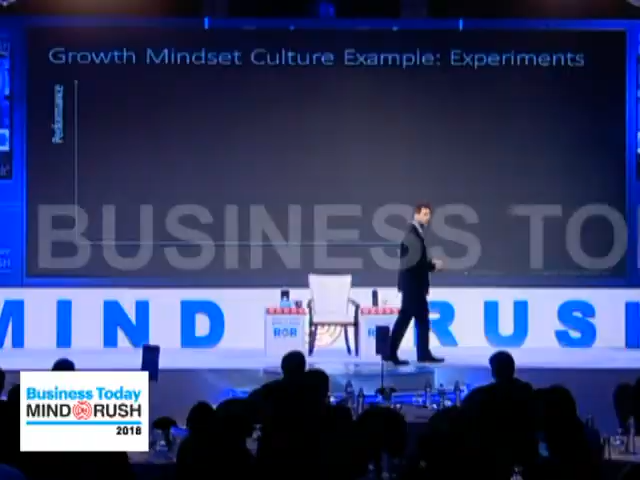 Growth Mindset Culture Example: Experiments
Performance
BUSINESS TO
MIND RUSH
Business Today
MIND RUSH
2018